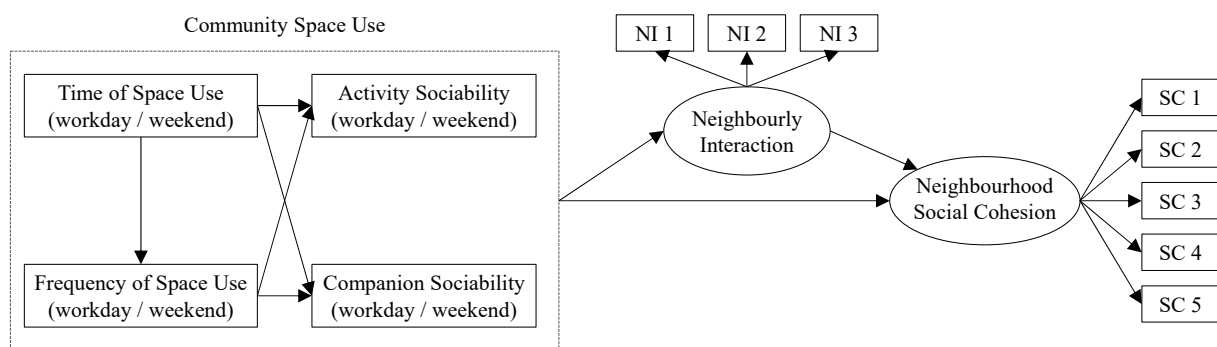 Community Space Use
Time of Space Use
(workday / weekend)
Activity Sociability
(workday / weekend)
Frequency of Space Use
(workday / weekend)
Companion Sociability
(workday / weekend)
NI 1
NI 2
NI 3
Neighbourly
Interaction
Neighbourhood
Social Cohesion
SC 1
SC 2
SC 3
SC 4
SC 5